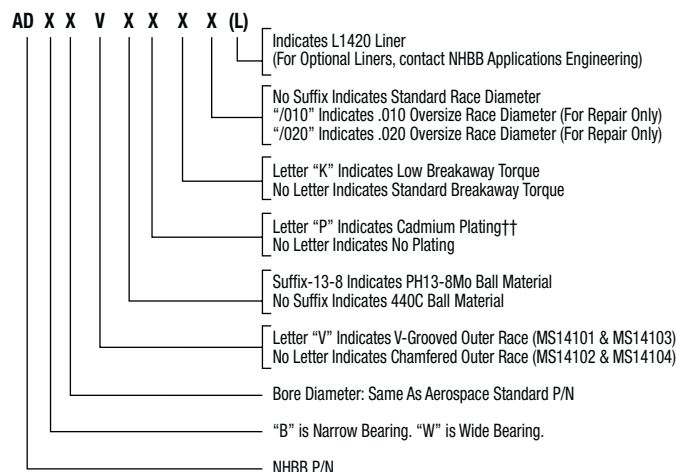 AD X X V X X X X (L)
Indicates L1420 Liner
(For Optional Liners, contact NHBB Applications Engineering)
No Suffix Indicates Standard Race Diameter
“/010” Indicates .010 Oversize Race Diameter (For Repair Only)
“/020” Indicates .020 Oversize Race Diameter (For Repair Only)
Letter “K” Indicates Low Breakaway Torque
No Letter Indicates Standard Breakaway Torque
Letter “P” Indicates Cadmium Plating††
No Letter Indicates No Plating
Suffix-13-8 Indicates PH13-8Mo Ball Material
No Suffix Indicates 440C Ball Material
Letter “V” Indicates V-Grooved Outer Race (MS14101 & MS14103)
No Letter Indicates Chamfered Outer Race (MS14102 & MS14104)
Bore Diameter: Same As Aerospace Standard P/N
“B” is Narrow Bearing. “W” is Wide Bearing.
NHBB P/N